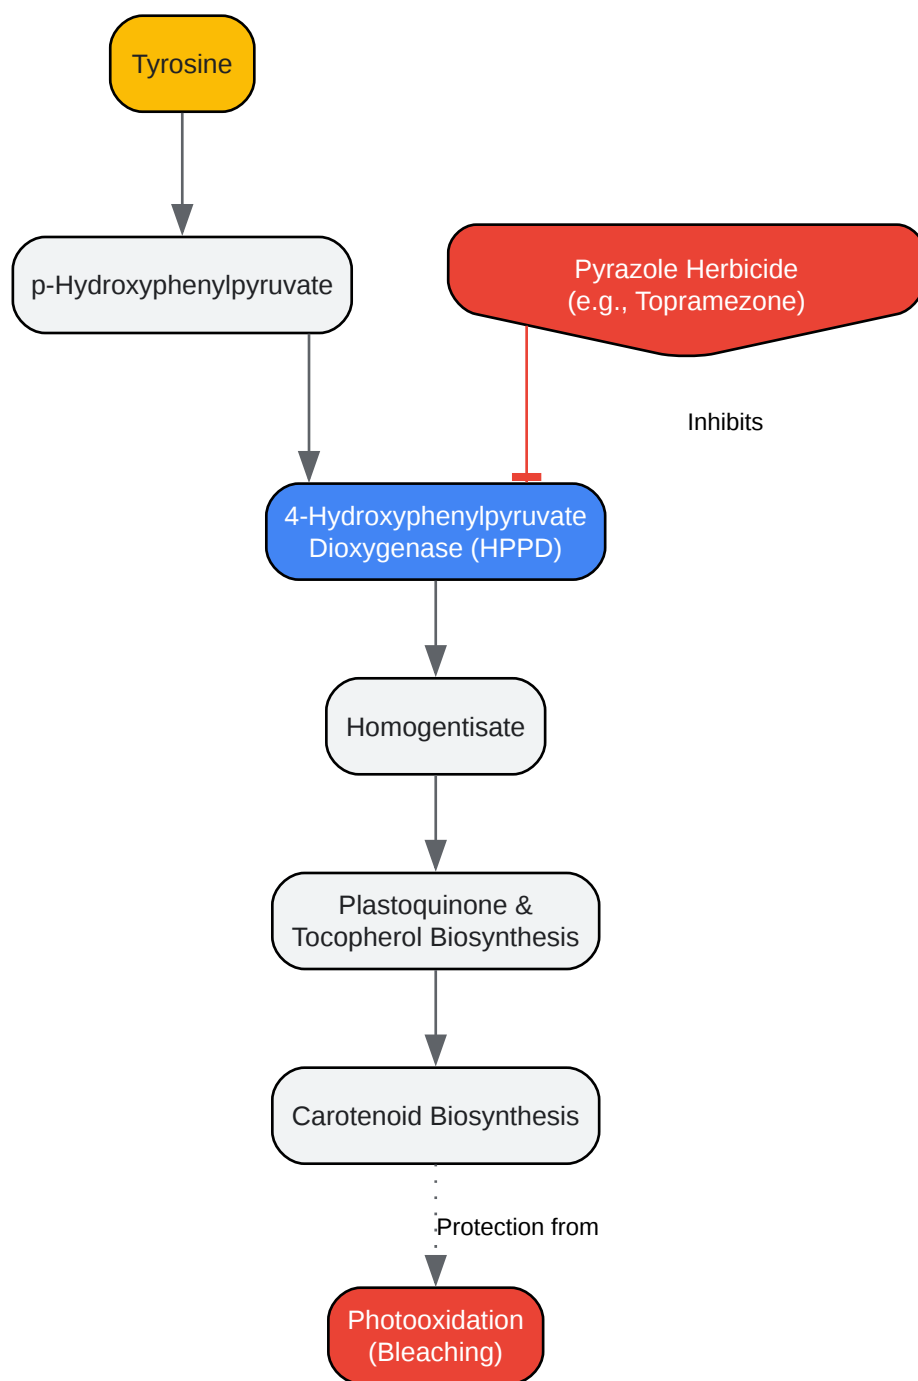 Tyrosine
p-Hydroxyphenylpyruvate
Pyrazole Herbicide
(e.g., Topramezone)
Inhibits
4-Hydroxyphenylpyruvate
Dioxygenase (HPPD)
Homogentisate
Plastoquinone &
Tocopherol Biosynthesis
Carotenoid Biosynthesis
Protection from
Photooxidation
(Bleaching)